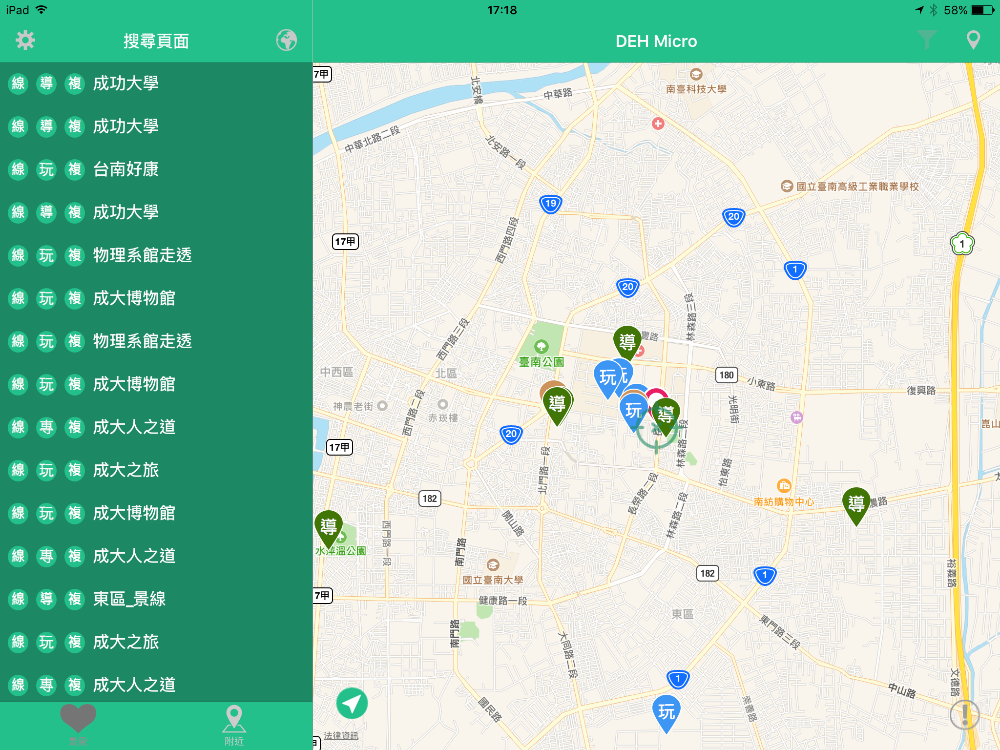 iPad
17:18
58%
搜尋頁面
DEH Micro
線 導 複 成功大學
線 導 複 成功大學
線 玩 複 台南好康
線 導 複 成功大學
線 玩 複 物理系館走透
線 玩 複 成大博物館
線 玩 複 物理系館走透
線 玩 複 成大博物館
線 專 複 成大人之道
線 玩 複 成大之旅
線 玩 複 成大博物館
線 專 複 成大人之道
線 導 複 東區_景線
線 玩 複 成大之旅
線 專 複 成大人之道
最愛
附近
7甲
北安橋
中華路
南臺科技大學
中華北路二段
北安路一段
國立臺南高級工業職業學校
19
20
西門路四段
17甲
1
1
20
林森路三段
西門路三段
導
豐路
臺南公園
中西區
北區
玩
玩
180
小東路
復興路
神農老街
赤崁樓
西門路二段
導
玩
導
長
光明街
林森路二段
崑山
20
17甲
北門路一段
怡東路
長榮路二段
南紡購物中心
182
導
農路
導
水萍溫公園
開山路
西門路一段
林森路二段
南門路
國立臺南大學
182
1
裕義路
7甲
健康路一段
東區
南門路
大同路二段
東門路三段
1
文德路
中山路
國民路
崇善路
玩
法律資訊